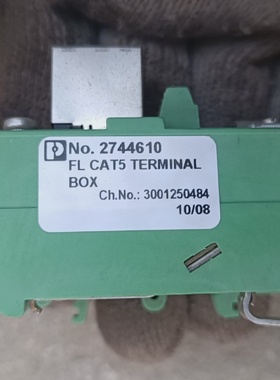 No. 2744610
FL CAT5 TERMINAL
BOX
Ch.No.: 3001250484
10/08